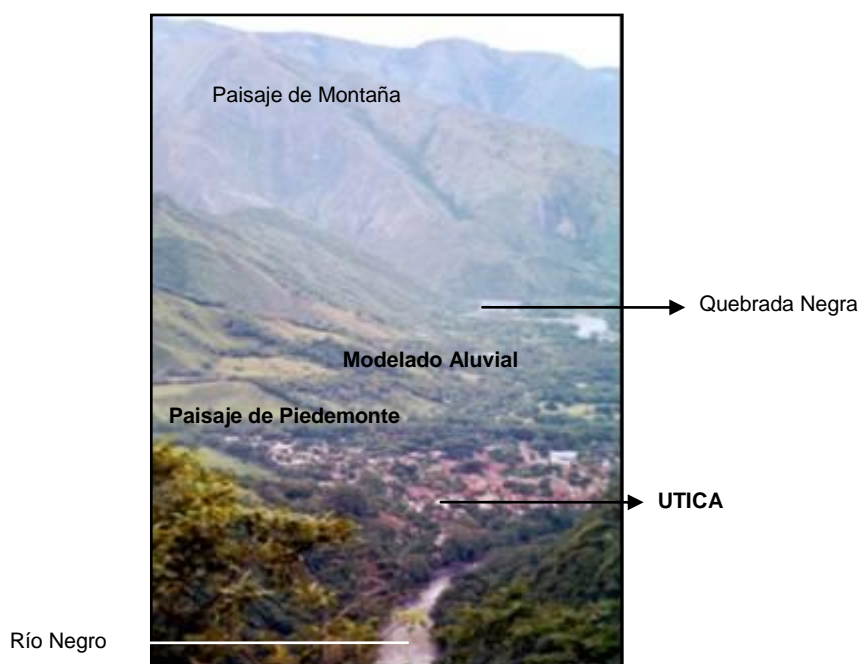 Paisaje de Montaña
Quebrada Negra
Modelado Aluvial
Paisaje de Piedemonte
UTICA
Río Negro